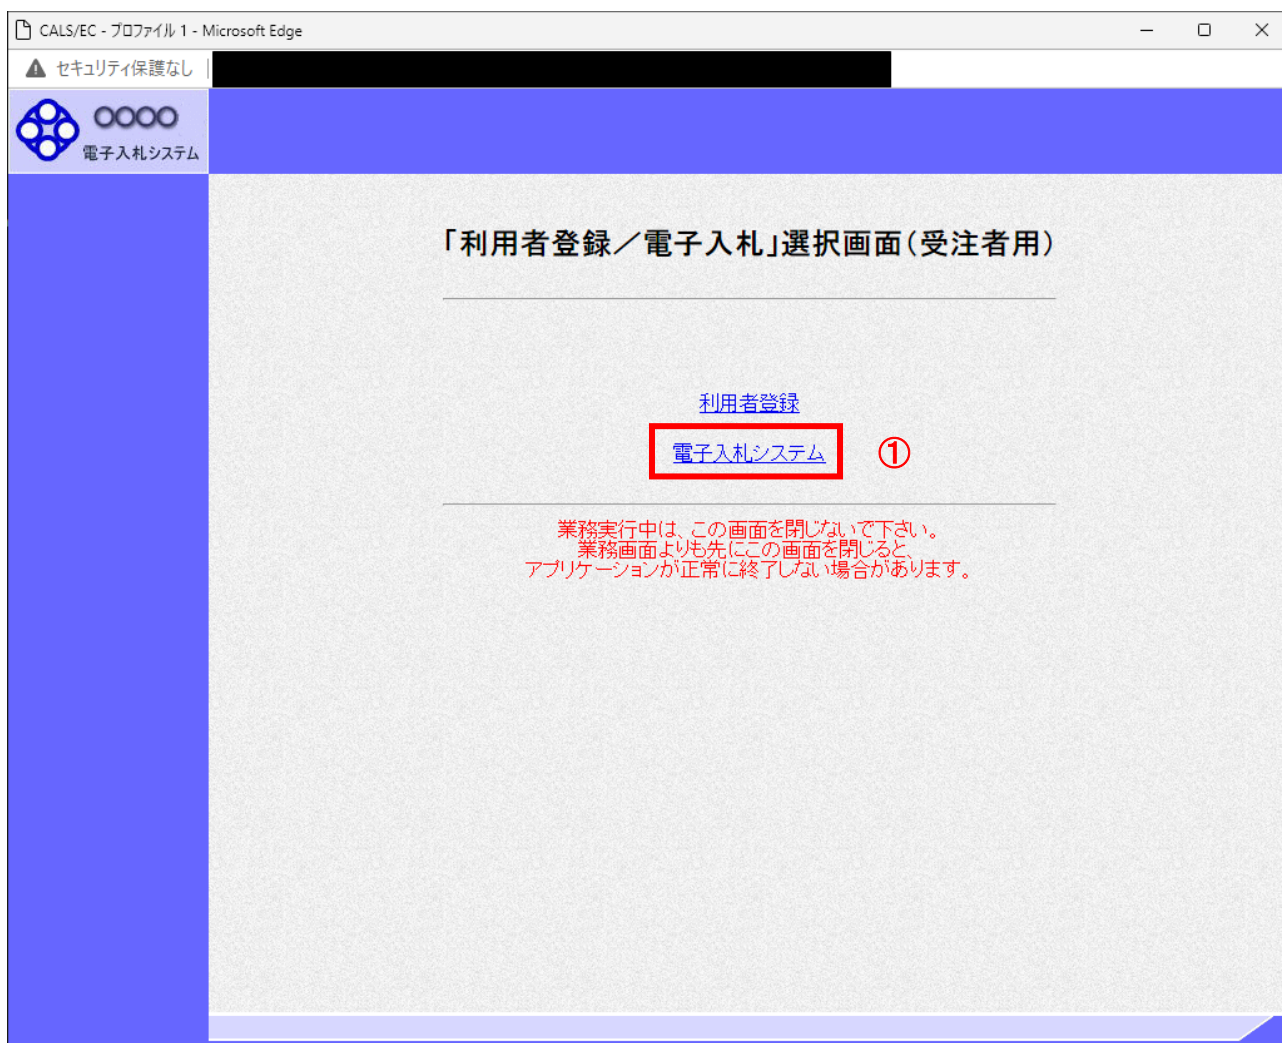 CALS/EC - プロファイル 1 - Microsoft Edge
セキュリティ保護なし
○○○○
電子入札システム
「利用者登録／電子入札」選択画面(受注者用)
利用者登録
電子入札システム ①
業務実行中は、この画面を閉じないで下さい。
業務画面よりも先にこの画面を閉じると、
アプリケーションが正常に終了しない場合があります。